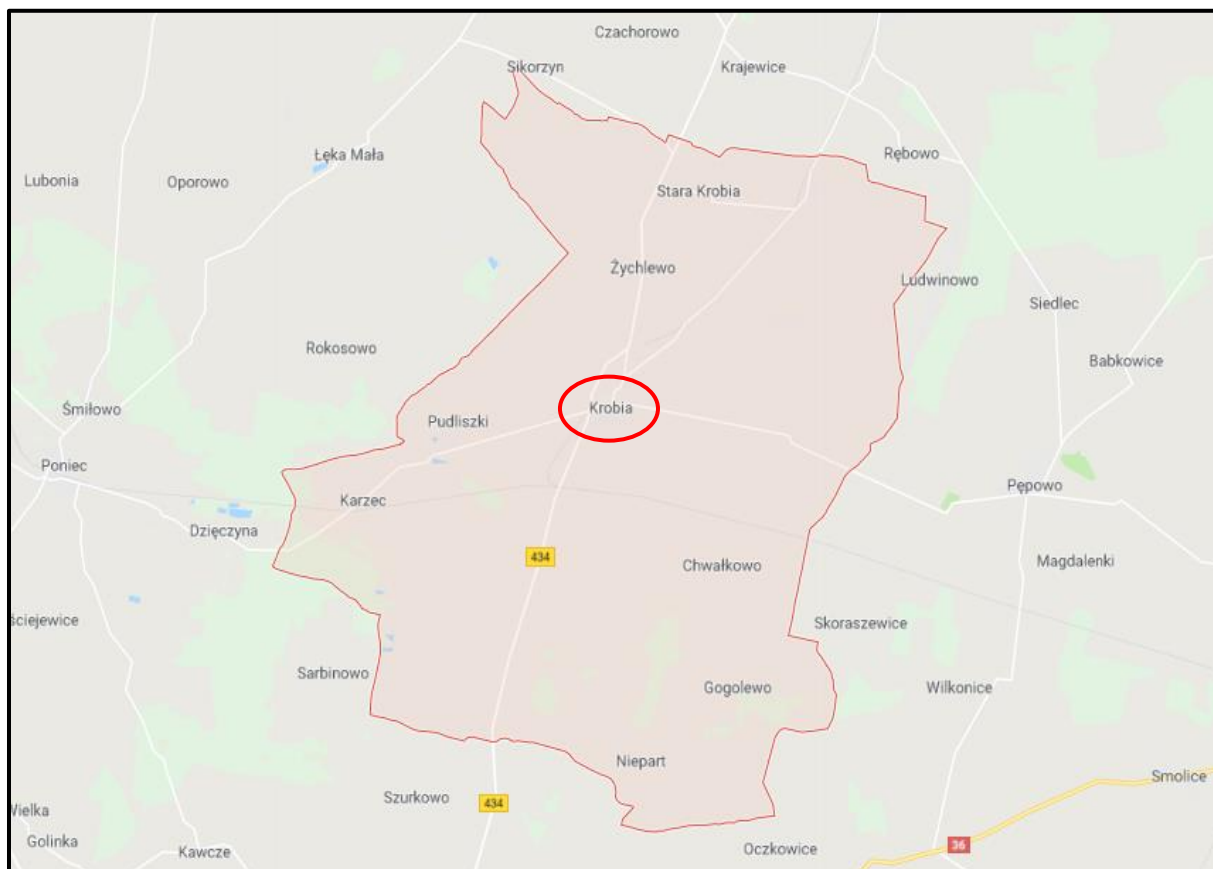 Czachorowo
Sikorzyn
Krajewice
Łęka Mała
Rębowo
Lubonia
Oporowo
Stara Krobia
Żychlewo
Ludwinowo
Siedlec
Rokosowo
Babkowice
Śmiłowo
Pudliszki
Krobia
Poniec
Karzec
Pępowo
Dzięczyna
434
Chwałkowo
Magdalenki
ściejewice
Skoraszewice
Sarbinowo
Gogolewo
Wilkonice
Niepart
Smolice
Szurkowo
434
Wielka
Golinka
Kawcze
Oczkowice
36